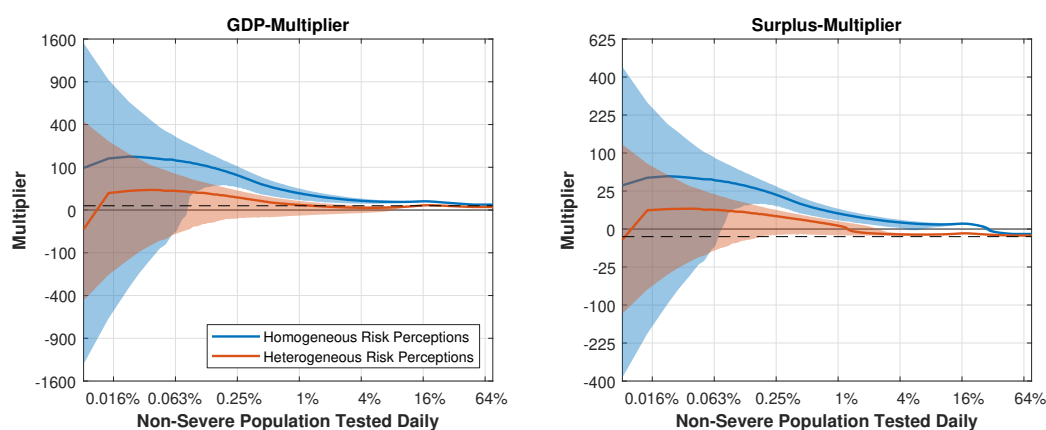 GDP-Multiplier
Multiplier
1600
900
400
100
0
-100
-400
-900
-1600
Homogeneous Risk Perceptions
Heterogeneous Risk Perceptions
0.016% 0.063% 0.25% 1% 4% 16% 64%
Non-Severe Population Tested Daily
Surplus-Multiplier
Multiplier
625
400
225
100
25
0
-25
-100
-225
-400
0.016% 0.063% 0.25% 1% 4% 16% 64%
Non-Severe Population Tested Daily